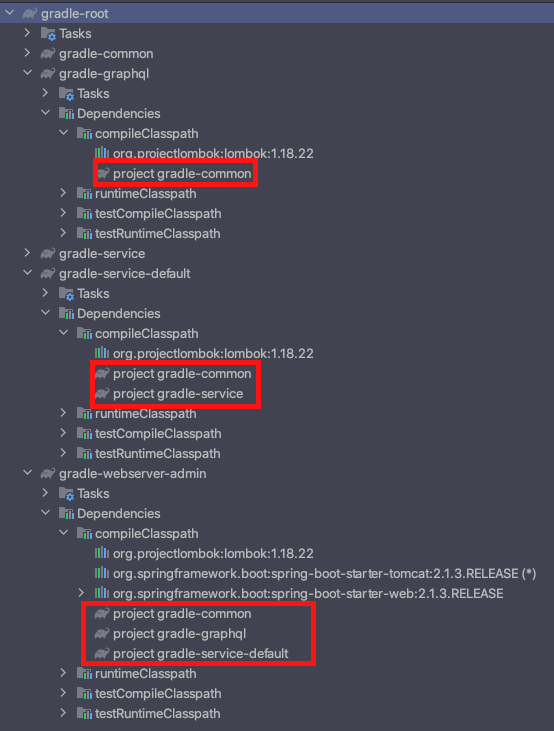 gradle-root
Tasks
gradle-common
gradle-graphql
Tasks
Dependencies
compileClasspath
org.projectlombok:lombok:1.18.22
project gradle-common
runtimeClasspath
testCompileClasspath
testRuntimeClasspath
gradle-service
gradle-service-default
Tasks
Dependencies
compileClasspath
org.projectlombok:lombok:1.18.22
project gradle-common
project gradle-service
runtimeClasspath
testCompileClasspath
testRuntimeClasspath
gradle-webserver-admin
Tasks
Dependencies
compileClasspath
org.projectlombok:lombok:1.18.22
org.springframework.boot:spring-boot-starter-tomcat:2.1.3.RELEASE (*)
org.springframework.boot:spring-boot-starter-web:2.1.3.RELEASE
project gradle-common
project gradle-graphql
project gradle-service-default
runtimeClasspath
testCompileClasspath
testRuntimeClasspath